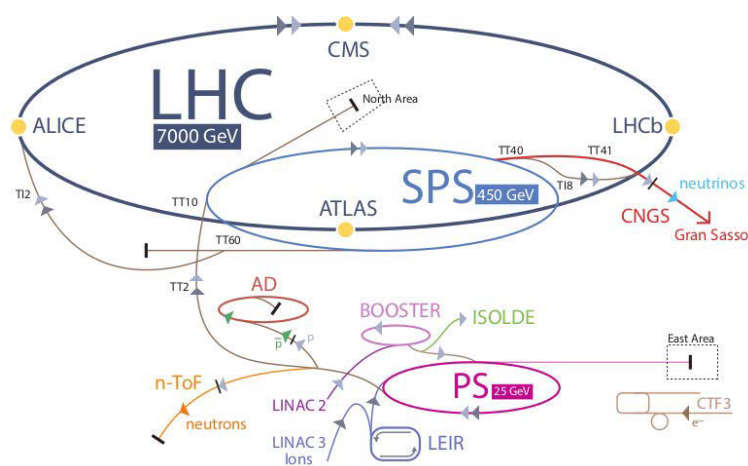 CMS
LHC
7000 GeV
North Area
ALICE
LHCb
TT40
TT41
SPS
450 GeV
TI8
neutrinos
TI2
TT10
ATLAS
CNGS
Gran Sasso
TT60
TT2
AD
BOOSTER
ISOLDE
p̅
p
East Area
n-ToF
PS
25 GeV
LINAC 2
neutrons
CTF3
e⁻
LINAC 3
Ions
LEIR